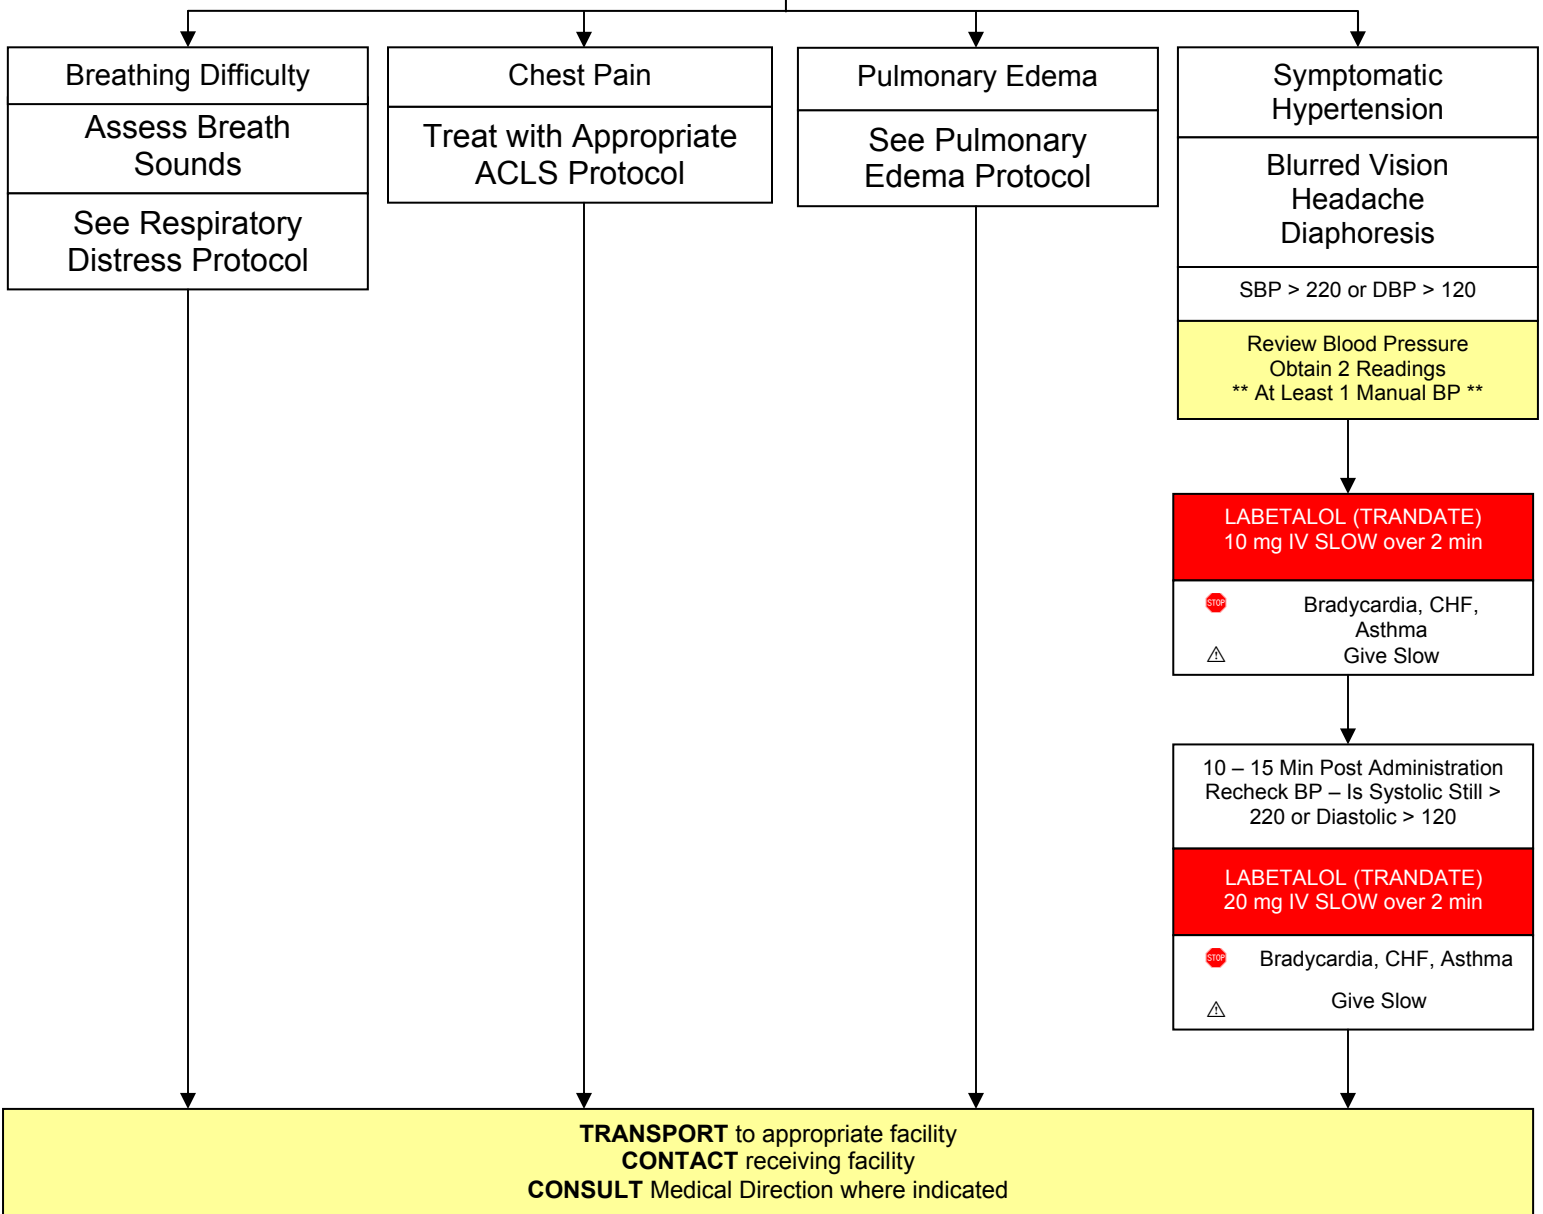 Breathing Difficulty
Assess Breath
Sounds
See Respiratory
Distress Protocol
Chest Pain
Treat with Appropriate
ACLS Protocol
Pulmonary Edema
See Pulmonary
Edema Protocol
Symptomatic
Hypertension
Blurred Vision
Headache
Diaphoresis
SBP > 220 or DBP > 120
Review Blood Pressure
Obtain 2 Readings
** At Least 1 Manual BP **
LABETALOL (TRANDATE)
10 mg IV SLOW over 2 min
STOP Bradycardia, CHF,
Asthma
Give Slow
10 – 15 Min Post Administration
Recheck BP – Is Systolic Still >
220 or Diastolic > 120
LABETALOL (TRANDATE)
20 mg IV SLOW over 2 min
STOP Bradycardia, CHF, Asthma
Give Slow
TRANSPORT to appropriate facility
CONTACT receiving facility
CONSULT Medical Direction where indicated